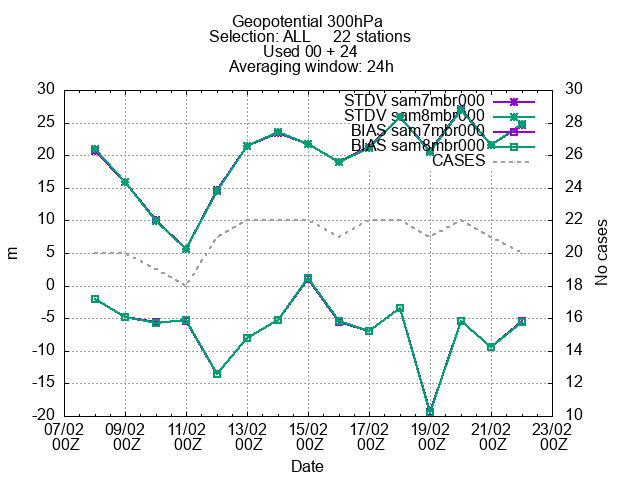 Geopotential 300hPa
Selection: ALL     22 stations
Used 00 + 24
Averaging window: 24h
STDV sam7mbr000
STDV sam8mbr000
BIAS sam7mbr000
BIAS sam8mbr000
CASES
30
25
20
15
10
5
0
-5
-10
-15
-20
m
30
28
26
24
22
20
18
16
14
12
10
No cases
07/02 09/02 11/02 13/02 15/02 17/02 19/02 21/02 23/02
00Z 00Z 00Z 00Z 00Z 00Z 00Z 00Z 00Z
Date